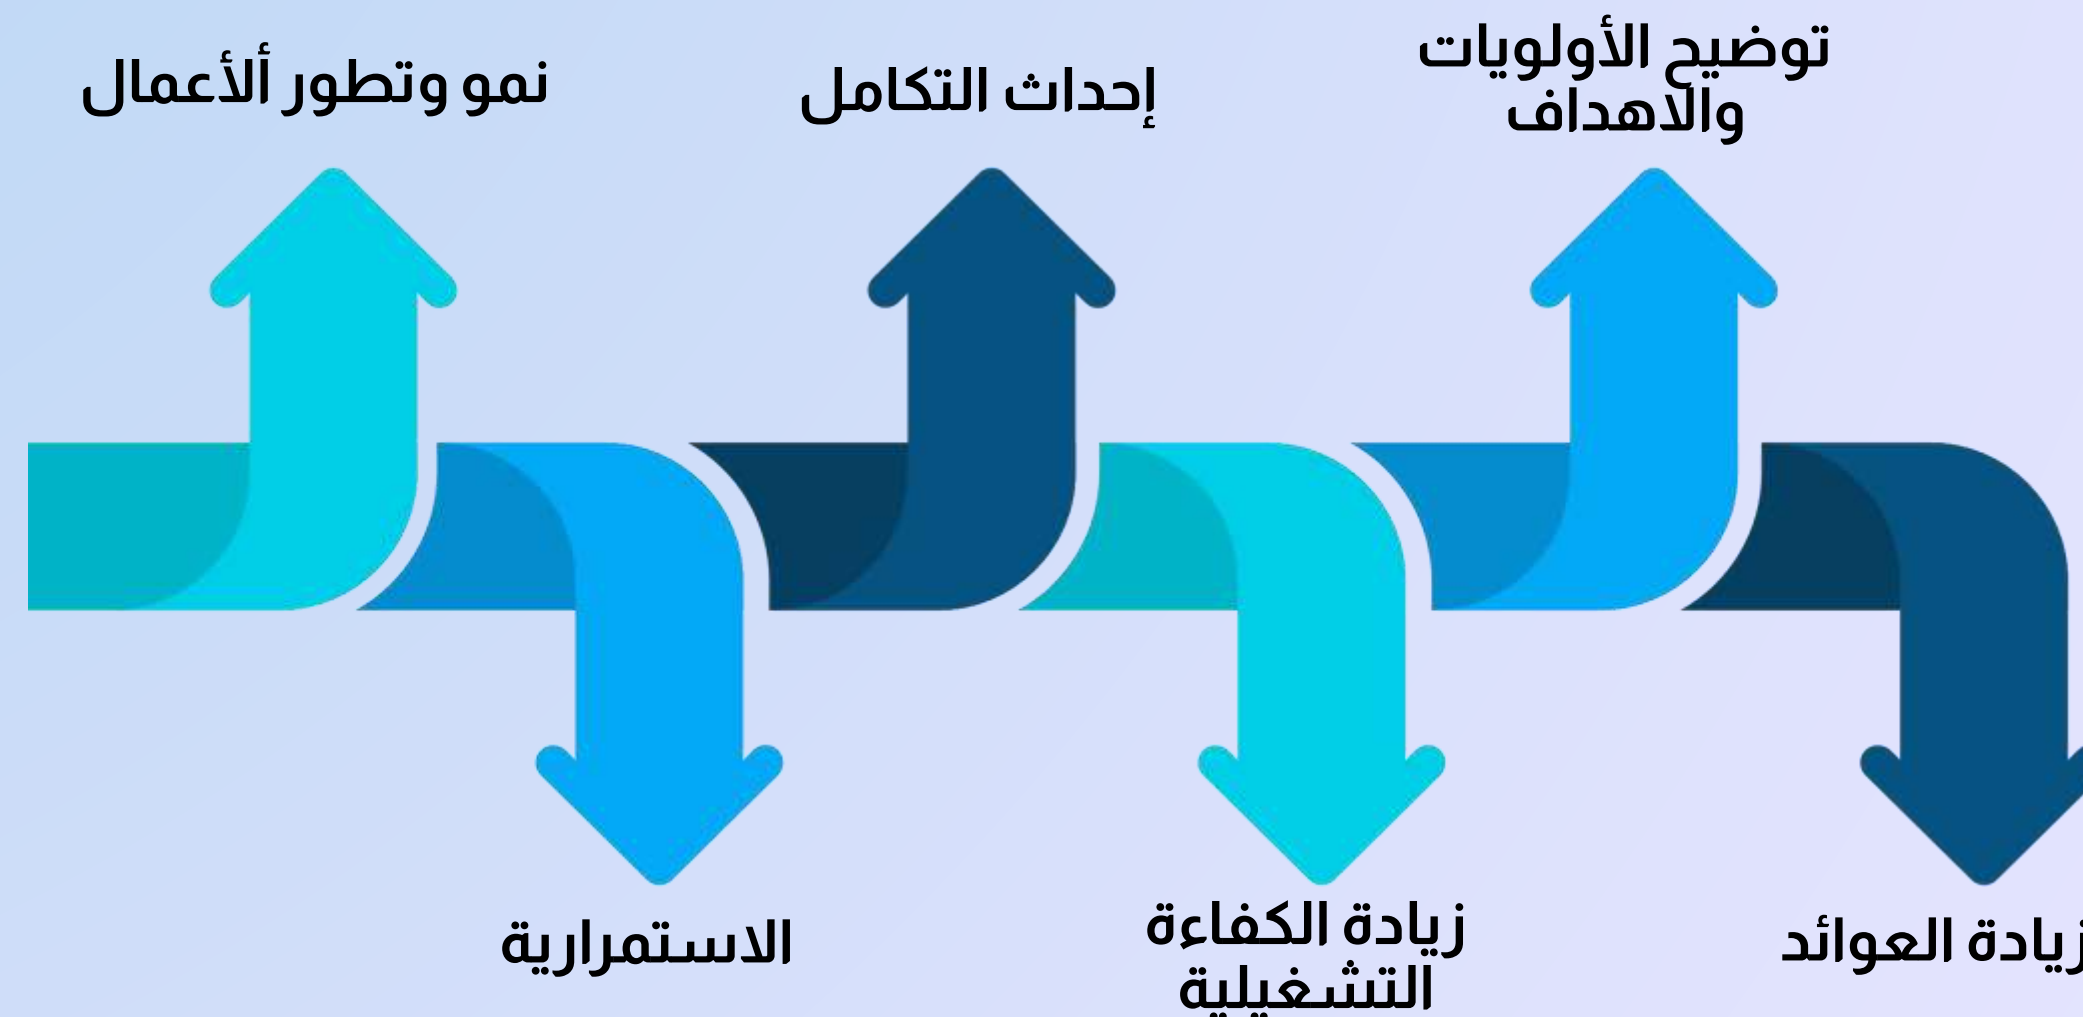 توضيح الأولويات
والاهداف
إحداث التكامل
نمو وتطور ألأعمال
زيادة العوائد
زيادة الكفاءة
التشغيلية
الاستمرارية